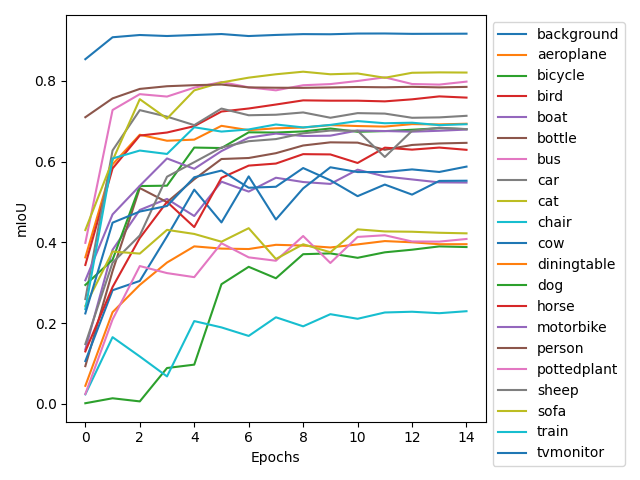 mIoU
0.8
0.6
0.4
0.2
0.0
0 2 4 6 8 10 12 14
Epochs
background
aeroplane
bicycle
bird
boat
bottle
bus
car
cat
chair
cow
diningtable
dog
horse
motorbike
person
pottedplant
sheep
sofa
train
tvmonitor